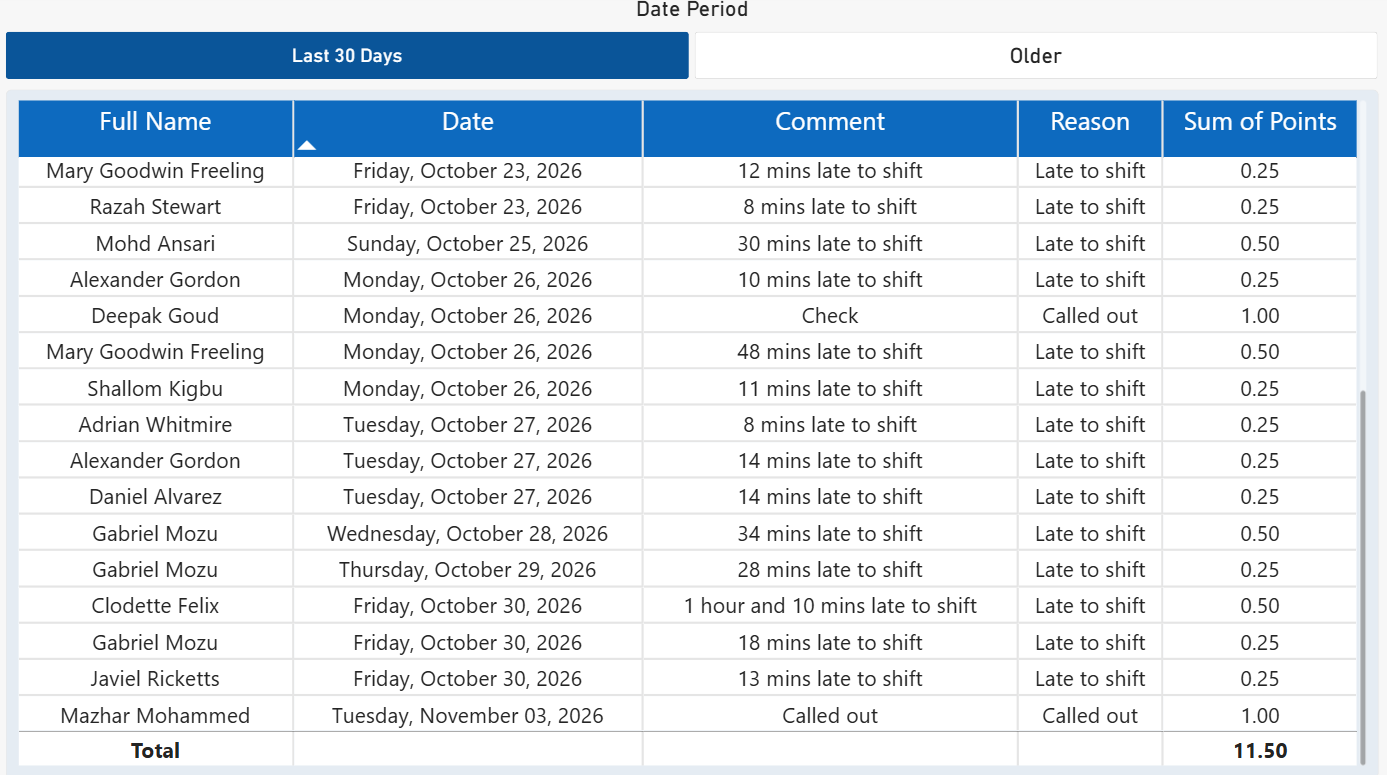 Date Period
Last 30 Days Older
Full Name Date Comment Reason Sum of Points
Mary Goodwin Freeling Friday, October 23, 2026 12 mins late to shift Late to shift 0.25
Razah Stewart Friday, October 23, 2026 8 mins late to shift Late to shift 0.25
Mohd Ansari Sunday, October 25, 2026 30 mins late to shift Late to shift 0.50
Alexander Gordon Monday, October 26, 2026 10 mins late to shift Late to shift 0.25
Deepak Goud Monday, October 26, 2026 Check Called out 1.00
Mary Goodwin Freeling Monday, October 26, 2026 48 mins late to shift Late to shift 0.50
Shallom Kigbu Monday, October 26, 2026 11 mins late to shift Late to shift 0.25
Adrian Whitmire Tuesday, October 27, 2026 8 mins late to shift Late to shift 0.25
Alexander Gordon Tuesday, October 27, 2026 14 mins late to shift Late to shift 0.25
Daniel Alvarez Tuesday, October 27, 2026 14 mins late to shift Late to shift 0.25
Gabriel Mozu Wednesday, October 28, 2026 34 mins late to shift Late to shift 0.50
Gabriel Mozu Thursday, October 29, 2026 28 mins late to shift Late to shift 0.25
Clodette Felix Friday, October 30, 2026 1 hour and 10 mins late to shift Late to shift 0.50
Gabriel Mozu Friday, October 30, 2026 18 mins late to shift Late to shift 0.25
Javiel Ricketts Friday, October 30, 2026 13 mins late to shift Late to shift 0.25
Mazhar Mohammed Tuesday, November 03, 2026 Called out Called out 1.00
Total 11.50